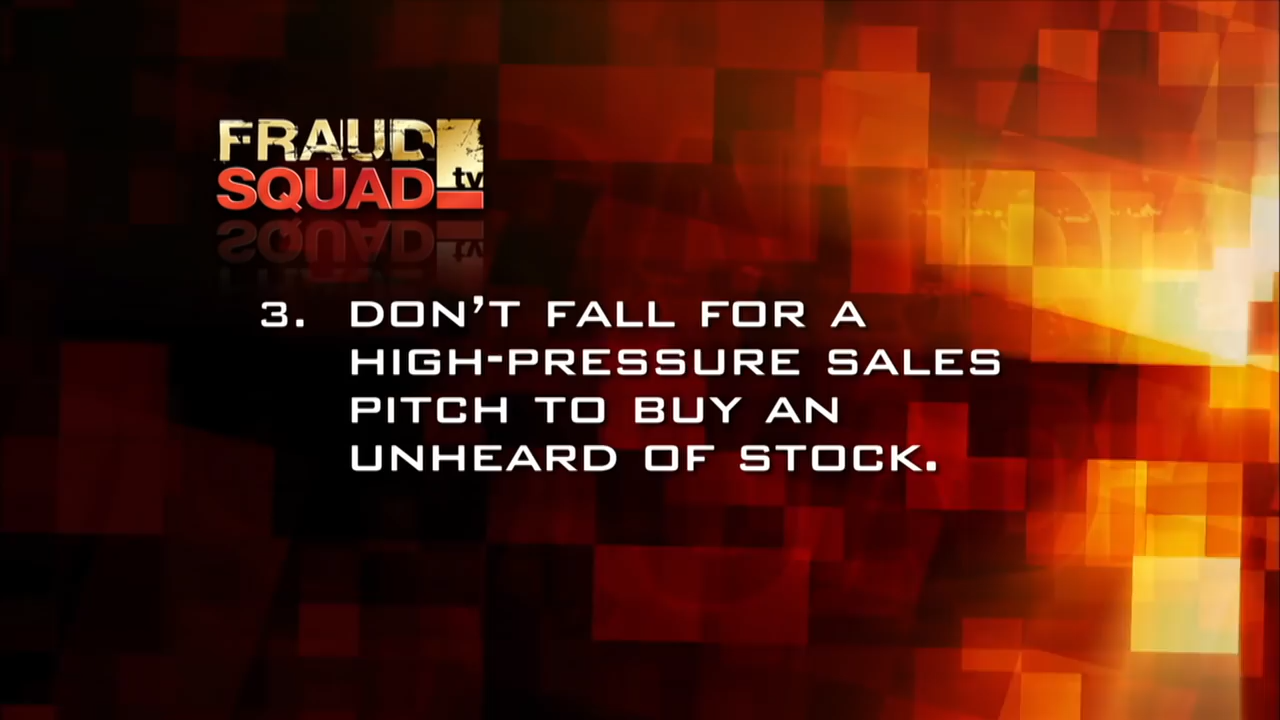 FRAUD
SQUAD tv
3. DON'T FALL FOR A
HIGH-PRESSURE SALES
PITCH TO BUY AN
UNHEARD OF STOCK.